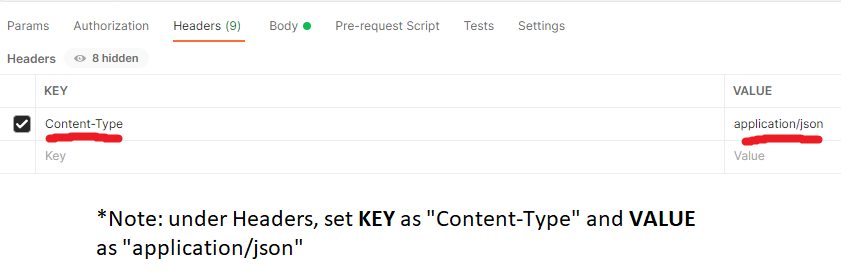 Params Authorization Headers (9) Body Pre-request Script Tests Settings
Headers 8 hidden
KEY VALUE
Content-Type application/json
Key Value
*Note: under Headers, set KEY as "Content-Type" and VALUE
as "application/json"